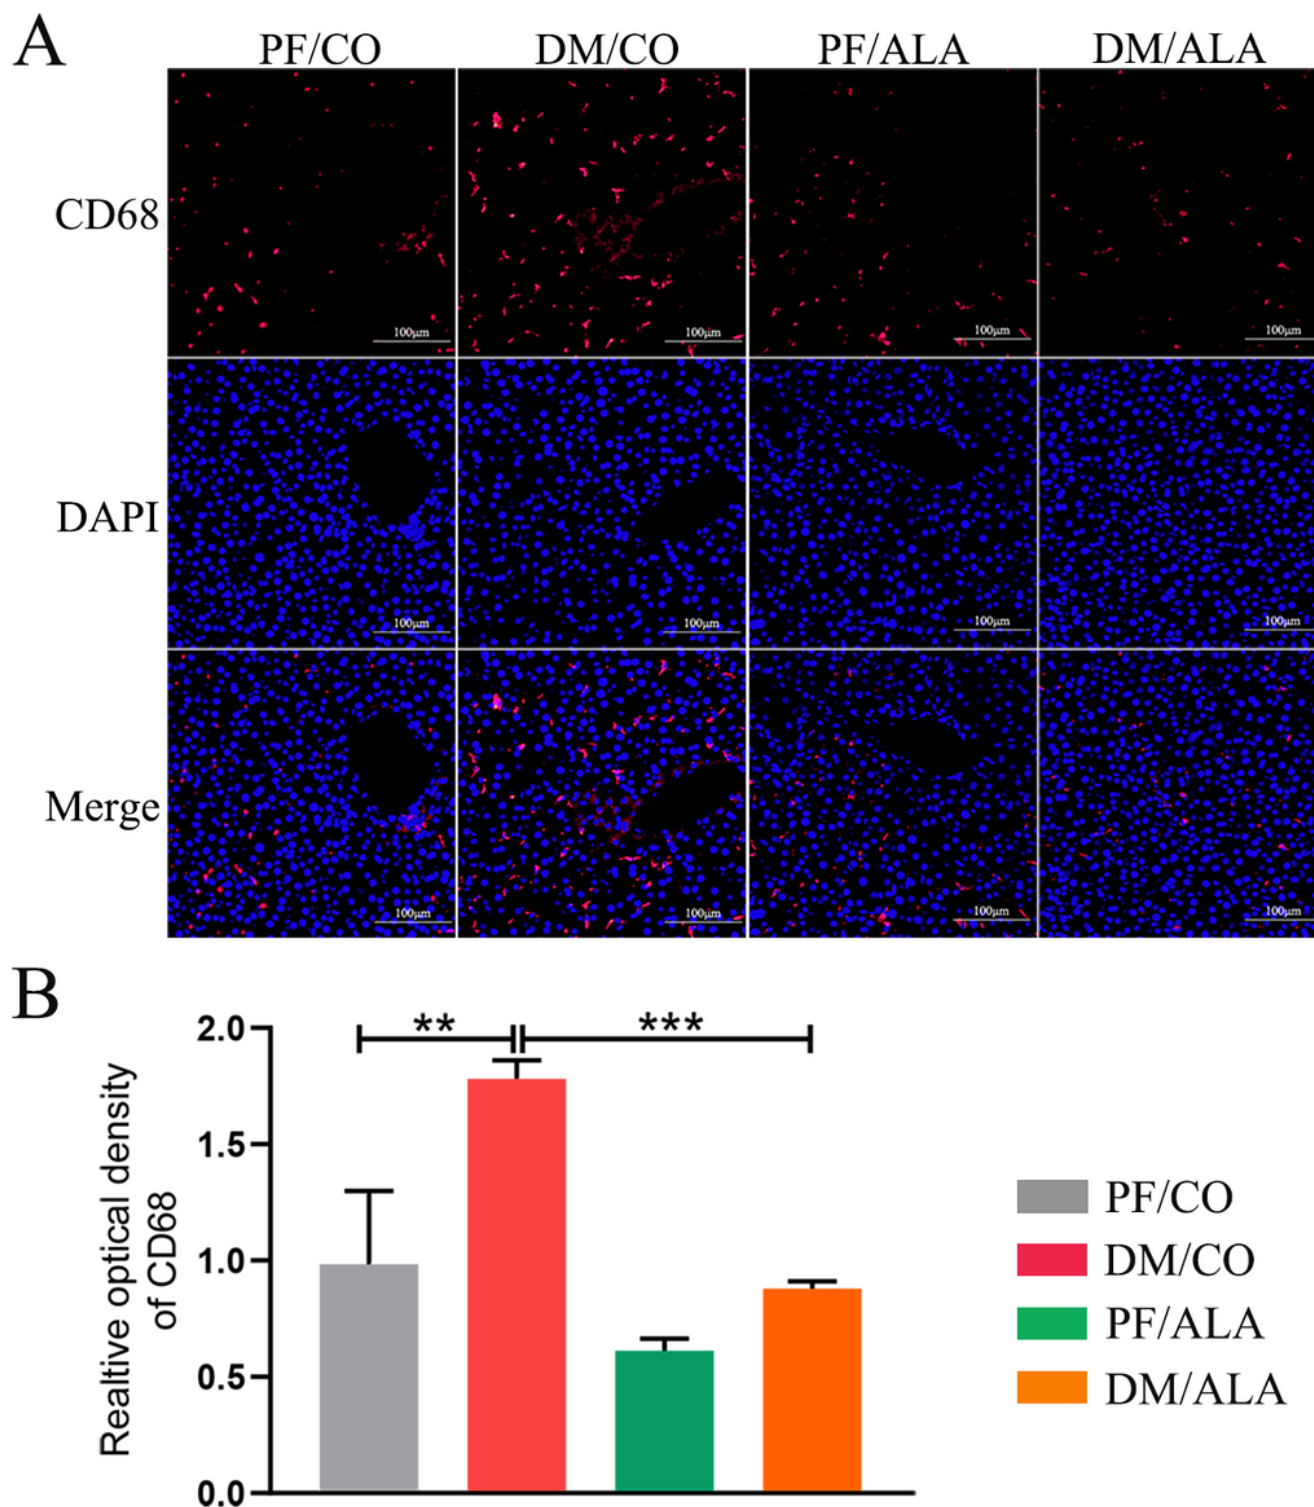 A
PF/CO DM/CO PF/ALA DM/ALA
CD68
100μm 100μm 100μm 100μm
DAPI
100μm 100μm 100μm 100μm
Merge
100μm 100μm 100μm 100μm
B
Realtive optical density
of CD68
** ***
2.0
1.5
1.0
0.5
0.0
PF/CO
DM/CO
PF/ALA
DM/ALA